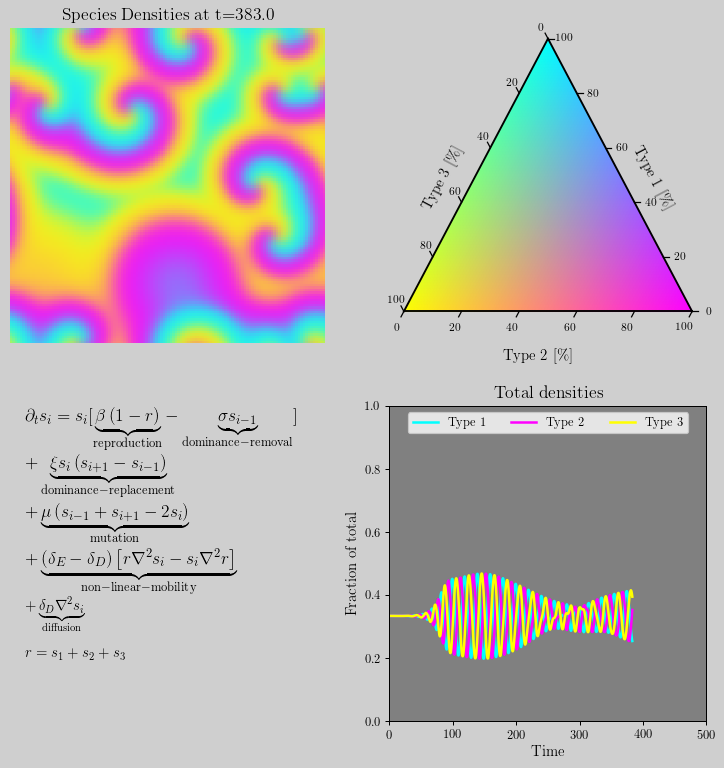 Species Densities at t=383.0
0
100
20
80
40
60
60
40
80
20
100
0
Type 3 [%]
Type 1 [%]
0 20 40 60 80 100
Type 2 [%]
∂ₜsᵢ = sᵢ[β (1 − r) − σsᵢ₋₁ ]
reproduction dominance−removal
+ ξsᵢ (sᵢ₊₁ − sᵢ₋₁)
dominance−replacement
+ μ (sᵢ₋₁ + sᵢ₊₁ − 2sᵢ)
mutation
+ (δ_E − δ_D) [r∇²sᵢ − sᵢ∇²r]
non−linear−mobility
+ δ_D∇²sᵢ
diffusion
r = s₁ + s₂ + s₃
Total densities
Type 1 Type 2 Type 3
1.0
0.8
0.6
0.4
0.2
0.0
Fraction of total
0 100 200 300 400 500
Time